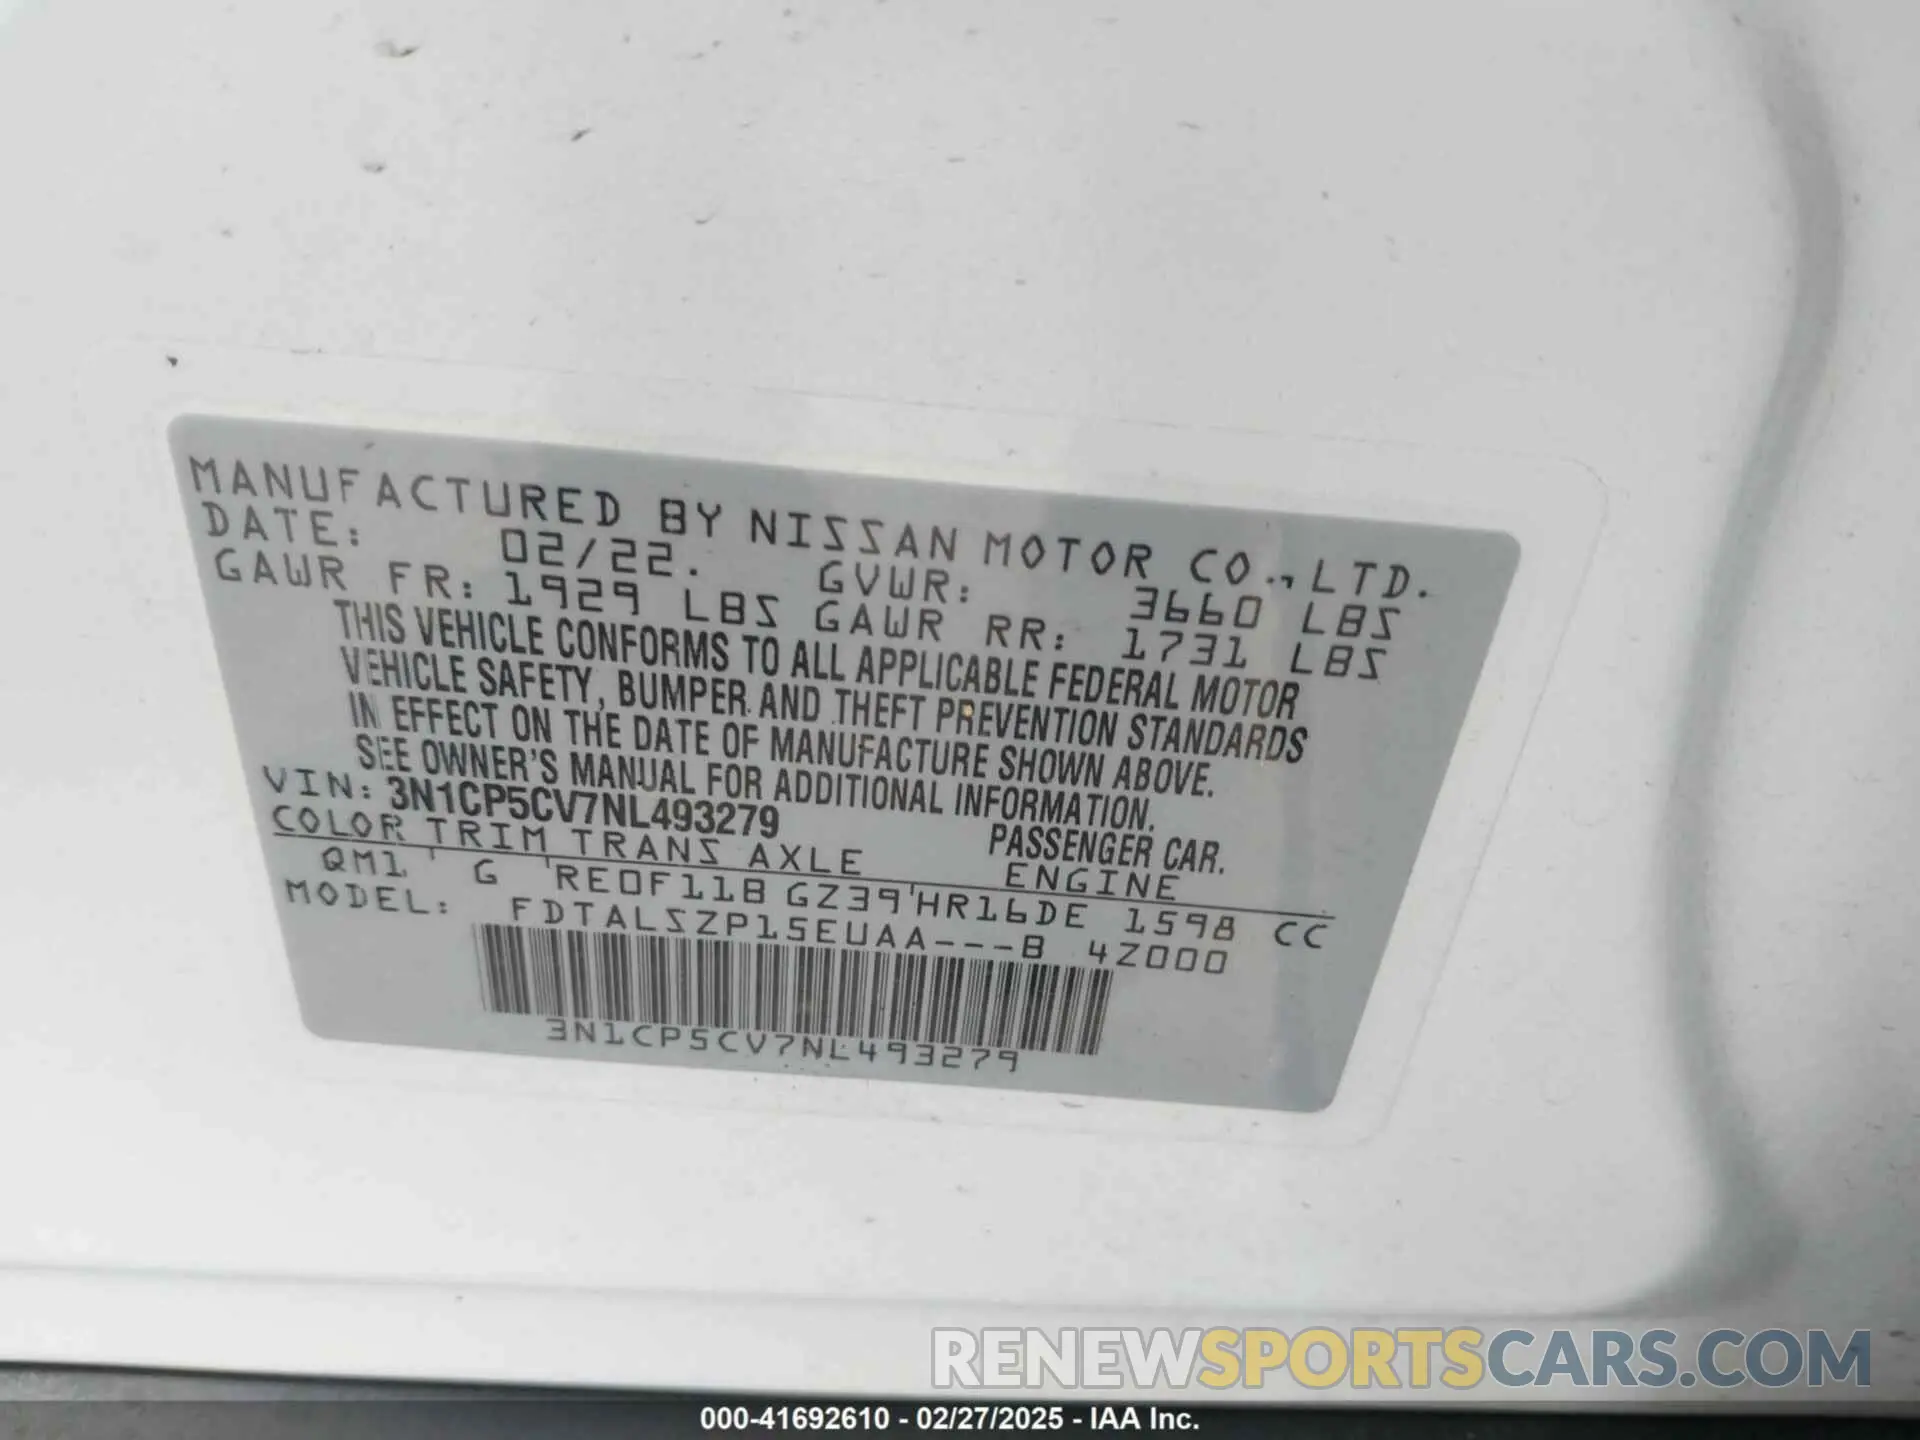 MANUFACTURED BY NISSAN MOTOR CO.,LTD.
DATE: 02/22. GVWR: 3660 LBS
GAWR FR: 1929 LBS GAWR RR: 1731 LBS
THIS VEHICLE CONFORMS TO ALL APPLICABLE FEDERAL MOTOR
VEHICLE SAFETY, BUMPER AND THEFT PREVENTION STANDARDS
IN EFFECT ON THE DATE OF MANUFACTURE SHOWN ABOVE.
SEE OWNER'S MANUAL FOR ADDITIONAL INFORMATION.
VIN: 3N1CP5CV7NL493279 PASSENGER CAR.
COLOR TRIM TRANS AXLE ENGINE
QM1 G RE0F11B GZ39 HR16DE 1598 CC
MODEL: FDTALSZP15EUAA---B 4Z000
3N1CP5CV7NL493279
RENEWSPORTSCARS.COM
000-41692610 - 02/27/2025 - IAA Inc.